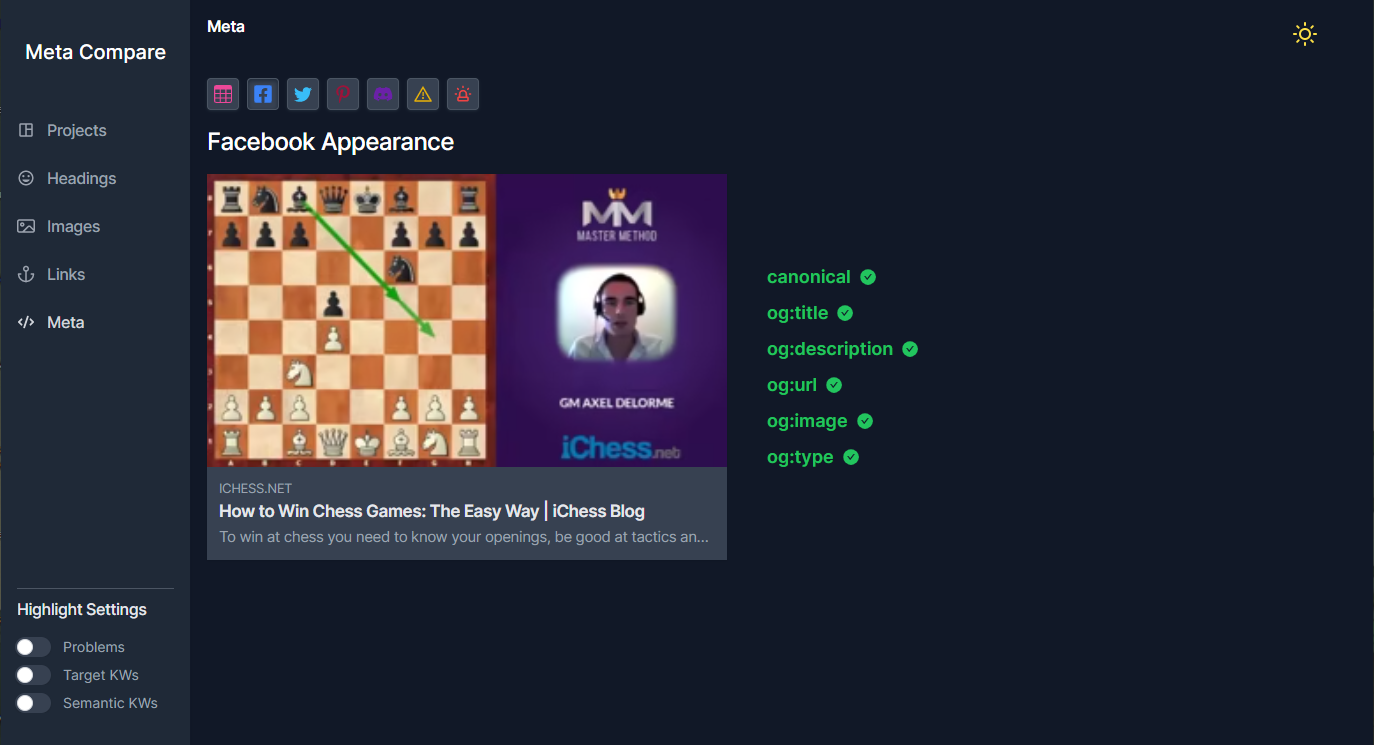 Meta Compare
Projects
Headings
Images
Links
Meta
Highlight Settings
Problems
Target KWs
Semantic KWs
Meta
Facebook Appearance
MM
MASTER METHOD
GM AXEL DELORME
iChess.net
A B C D E F G H
ICHESS.NET
How to Win Chess Games: The Easy Way | iChess Blog
To win at chess you need to know your openings, be good at tactics an...
canonical
og:title
og:description
og:url
og:image
og:type